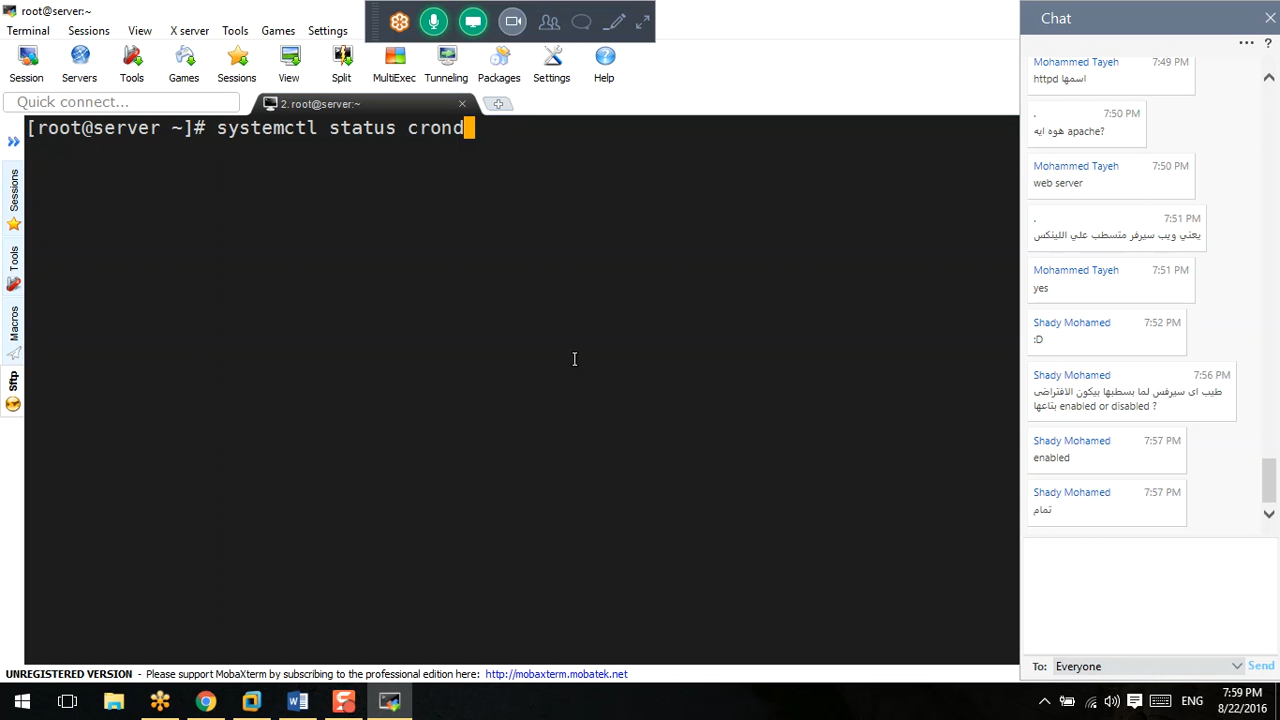 root@server:~
Terminal Sessions View X server Tools Games Settings
Session Servers Tools Games Sessions View Split MultiExec Tunneling Packages Settings Help
Quick connect...
2. root@server:~
[root@server ~]# systemctl status crond
Sessions
Tools
Macros
Sftp
Chat
Mohammed Tayeh 7:49 PM
اسمها httpd
. 7:50 PM
هوه ايه apache?
Mohammed Tayeh 7:50 PM
web server
. 7:51 PM
يعني ويب سيرفر متسطب علي اللينكس
Mohammed Tayeh 7:51 PM
yes
Shady Mohamed 7:52 PM
:D
Shady Mohamed 7:56 PM
طيب اى سيرفس لما بسطبها بيكون الافتراضى
بتاعها enabled or disabled ?
Shady Mohamed 7:57 PM
enabled
Shady Mohamed 7:57 PM
تمام
To: Everyone Send
UNREGISTERED VERSION - Please support MobaXterm by subscribing to the professional edition here: http://mobaxterm.mobatek.net
ENG
7:59 PM
8/22/2016